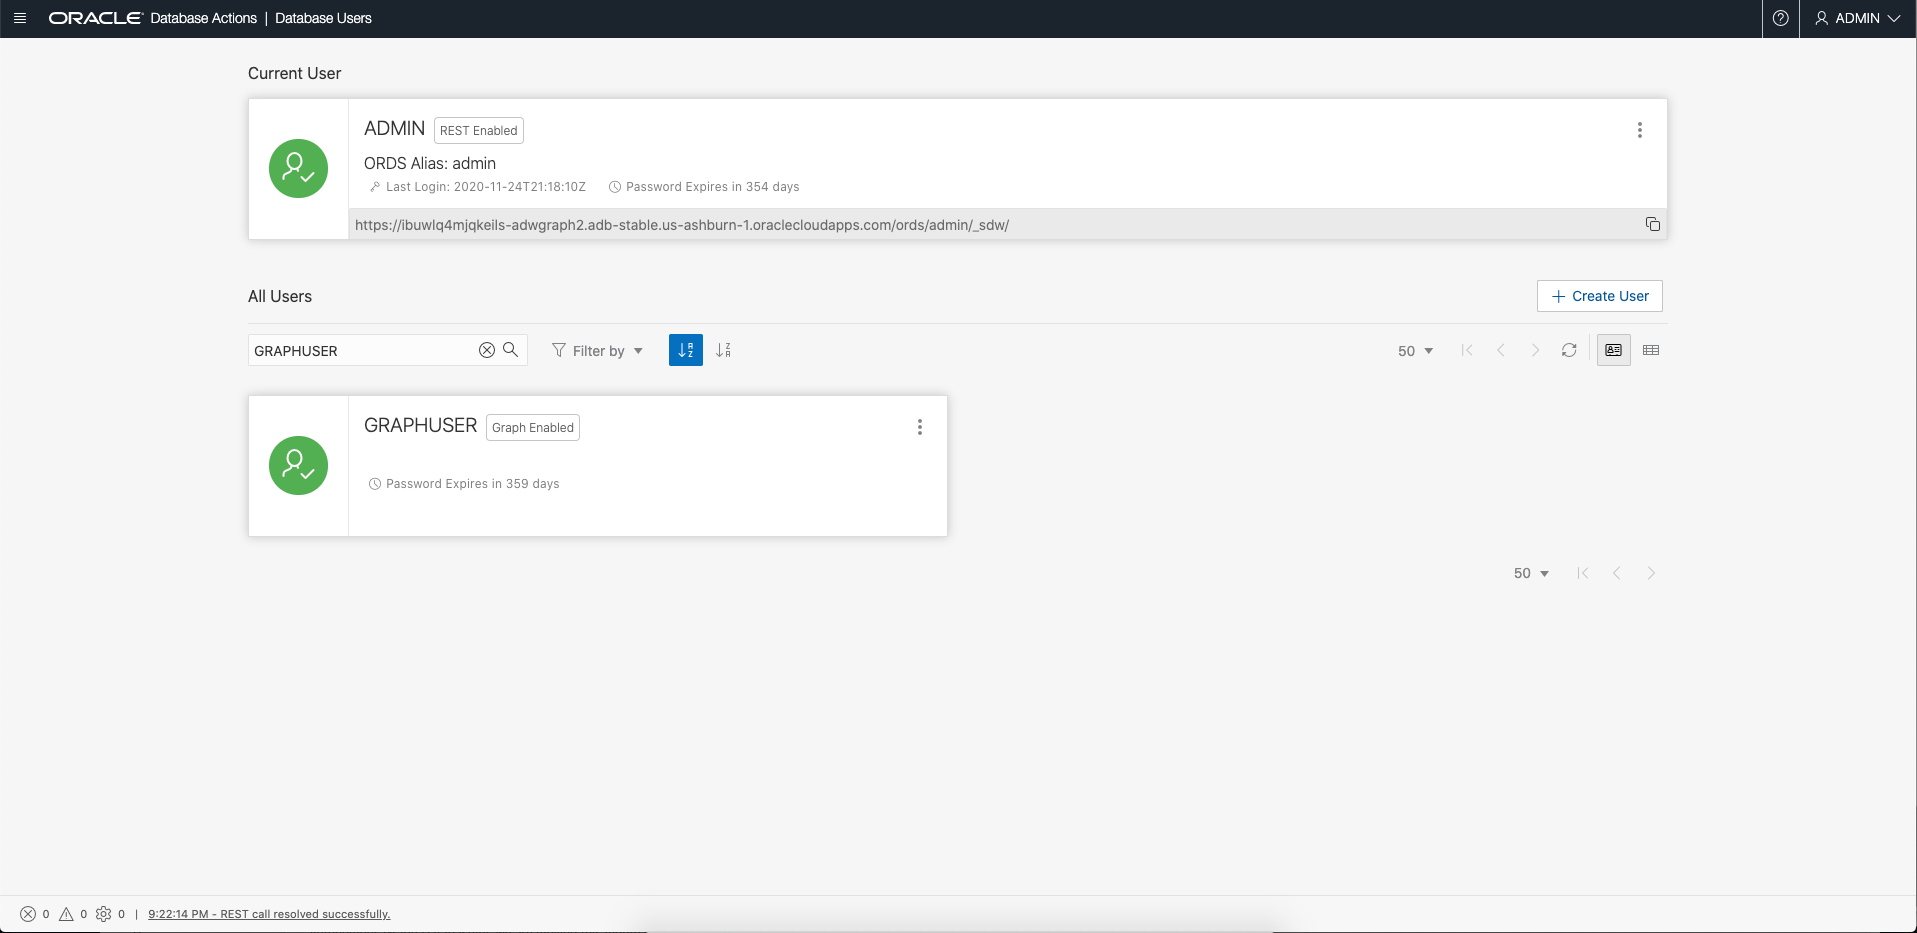 ORACLE Database Actions | Database Users
ADMIN
Current User
ADMIN REST Enabled
ORDS Alias: admin
Last Login: 2020-11-24T21:18:10Z Password Expires in 354 days
https://ibuwlq4mjqkeils-adwgraph2.adb-stable.us-ashburn-1.oraclecloudapps.com/ords/admin/_sdw/
All Users
+ Create User
GRAPHUSER Filter by 50
GRAPHUSER Graph Enabled
Password Expires in 359 days
50
0 0 0 | 9:22:14 PM - REST call resolved successfully.